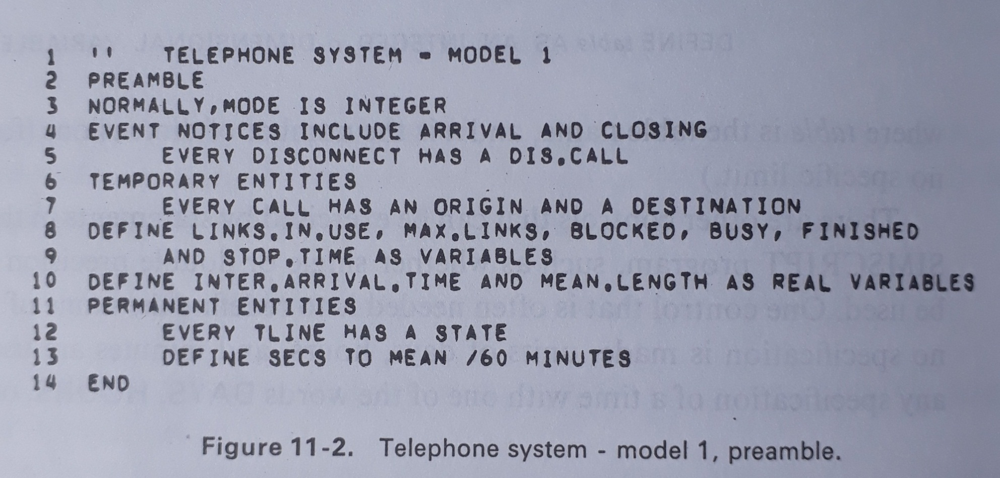 1 '' TELEPHONE SYSTEM - MODEL 1
2 PREAMBLE
3 NORMALLY,MODE IS INTEGER
4 EVENT NOTICES INCLUDE ARRIVAL AND CLOSING
5 EVERY DISCONNECT HAS A DIS.CALL
6 TEMPORARY ENTITIES
7 EVERY CALL HAS AN ORIGIN AND A DESTINATION
8 DEFINE LINKS.IN.USE, MAX.LINKS, BLOCKED, BUSY, FINISHED
9 AND STOP.TIME AS VARIABLES
10 DEFINE INTER.ARRIVAL.TIME AND MEAN.LENGTH AS REAL VARIABLES
11 PERMANENT ENTITIES
12 EVERY TLINE HAS A STATE
13 DEFINE SECS TO MEAN /60 MINUTES
14 END
Figure 11-2. Telephone system - model 1, preamble.